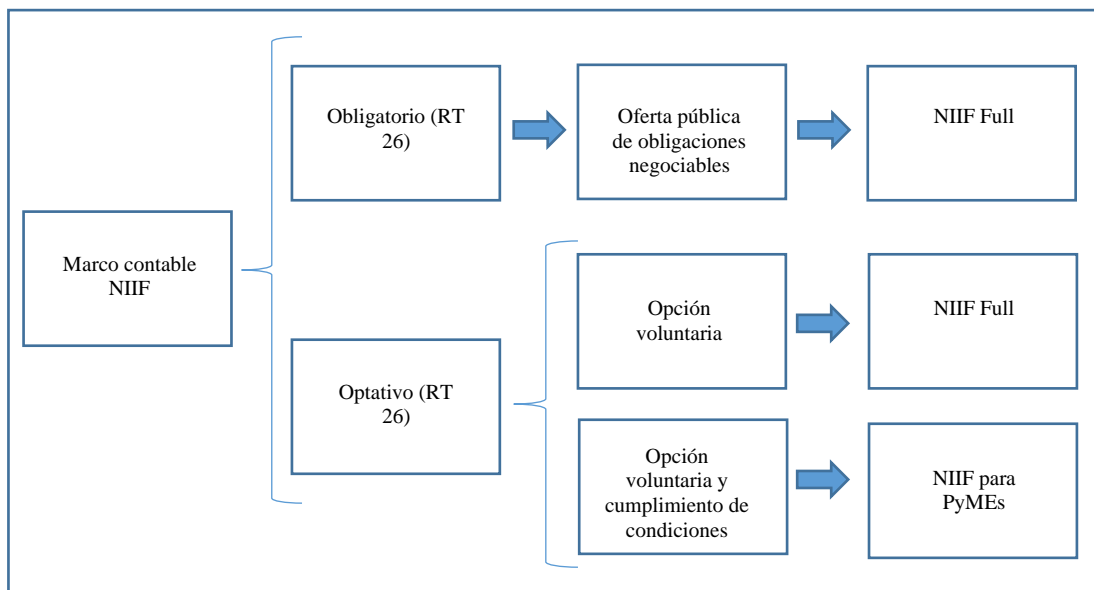 Marco contable
NIIF
Obligatorio (RT
26)
Oferta pública
de obligaciones
negociables
NIIF Full
Optativo (RT
26)
Opción
voluntaria
NIIF Full
Opción
voluntaria y
cumplimiento de
condiciones
NIIF para
PyMEs